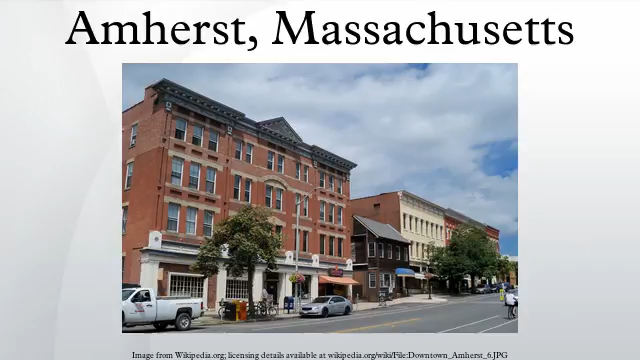 Amherst, Massachusetts
Image from Wikipedia.org; licensing details available at wikipedia.org/wiki/File:Downtown_Amherst_6.JPG